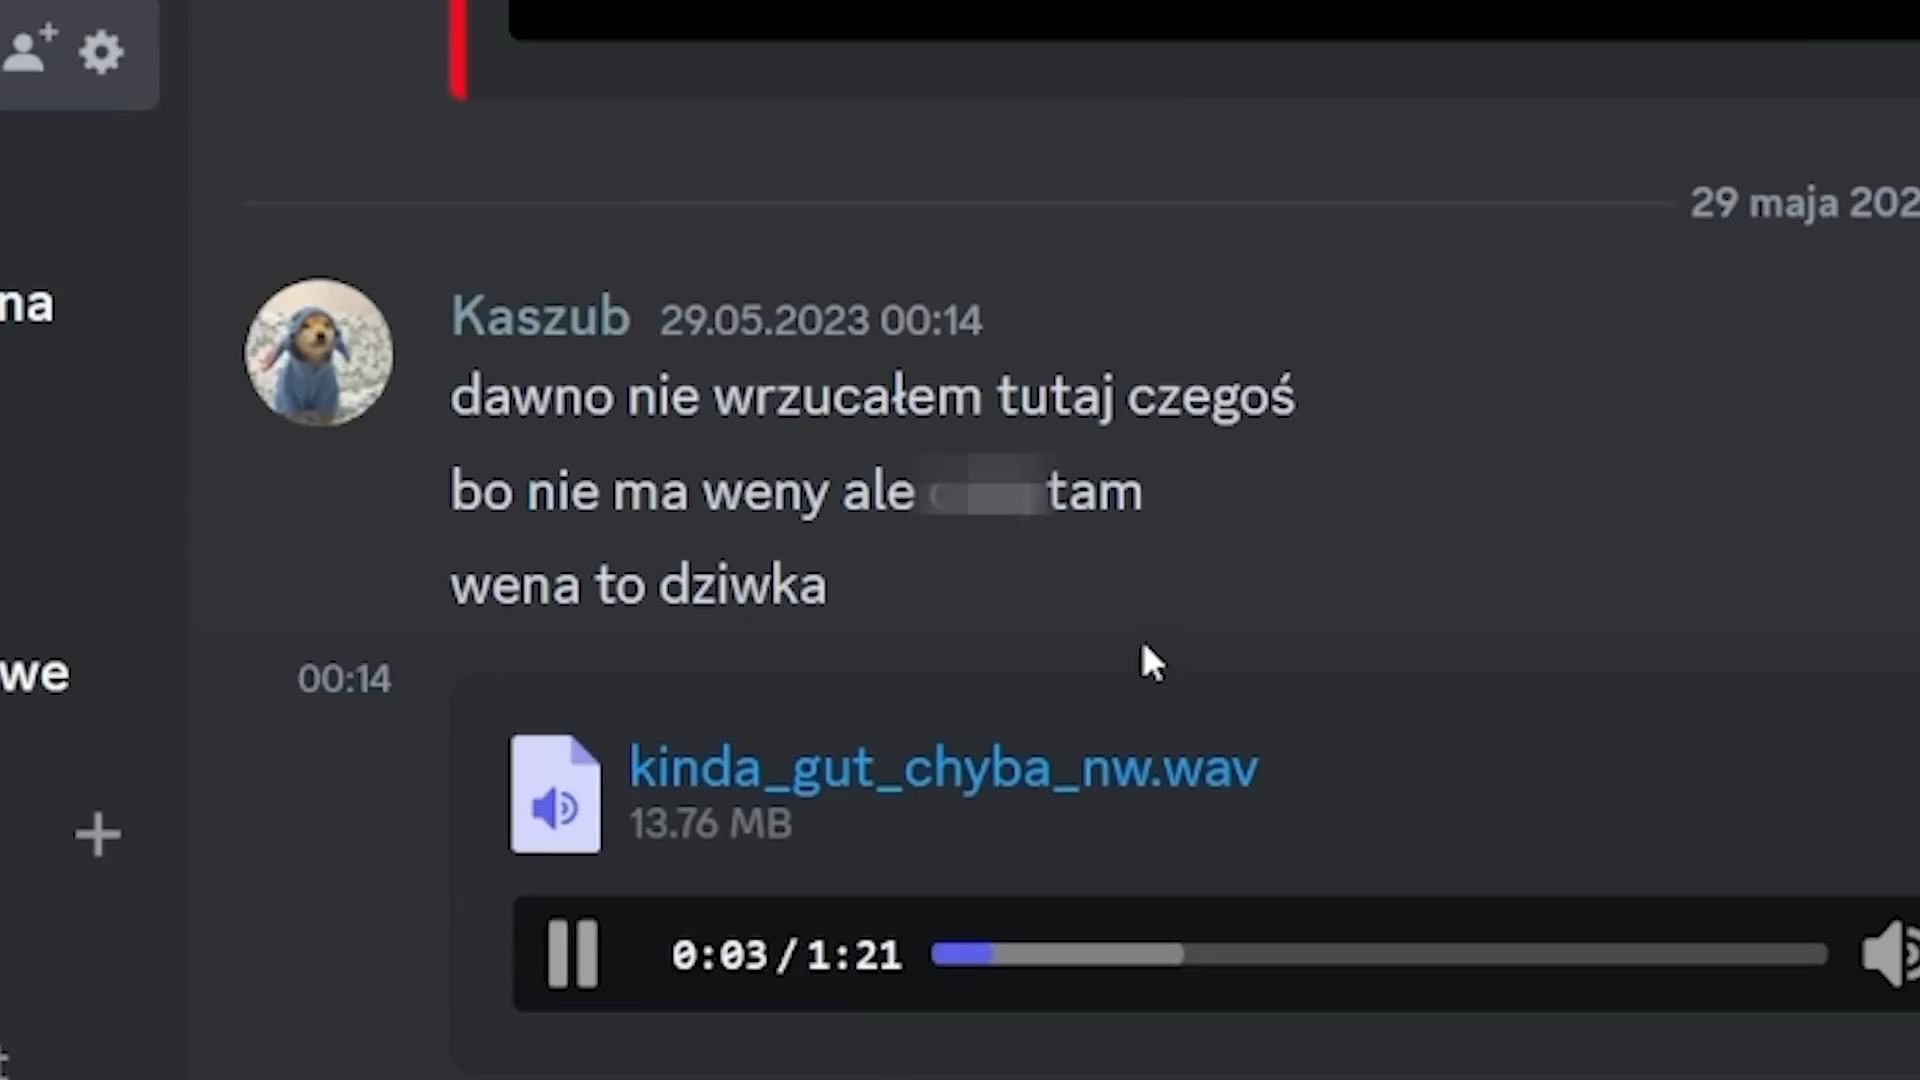 29 maja 202
na
Kaszub 29.05.2023 00:14
dawno nie wrzucałem tutaj czegoś
bo nie ma weny ale tam
wena to dziwka
we
00:14
kinda_gut_chyba_nw.wav
13.76 MB
0:03 / 1:21